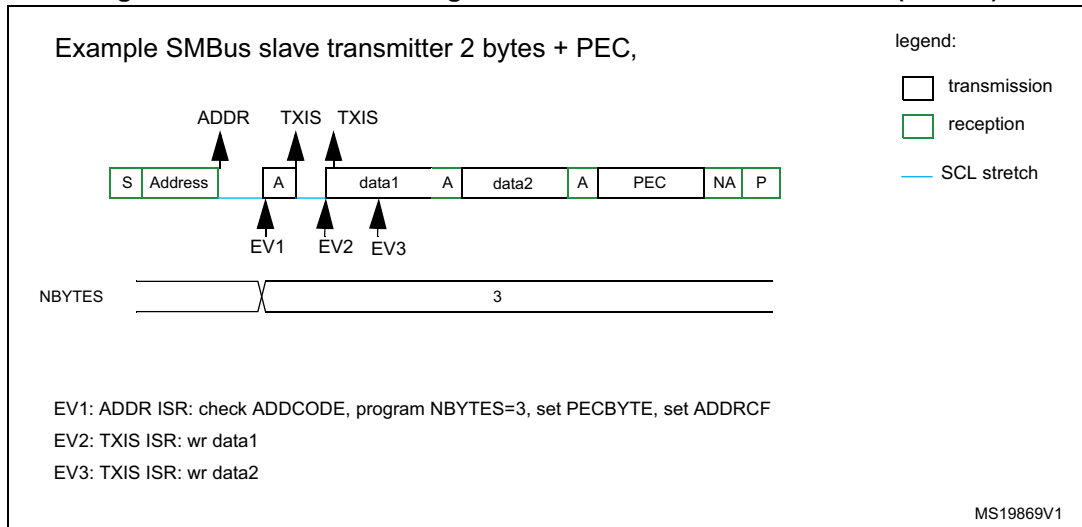 Example SMBus slave transmitter 2 bytes + PEC,
legend:
transmission
reception
SCL stretch
ADDR TXIS TXIS
S Address A data1 A data2 A PEC NA P
EV1 EV2 EV3
NBYTES 3
EV1: ADDR ISR: check ADDCODE, program NBYTES=3, set PECBYTE, set ADDRCF
EV2: TXIS ISR: wr data1
EV3: TXIS ISR: wr data2
MS19869V1